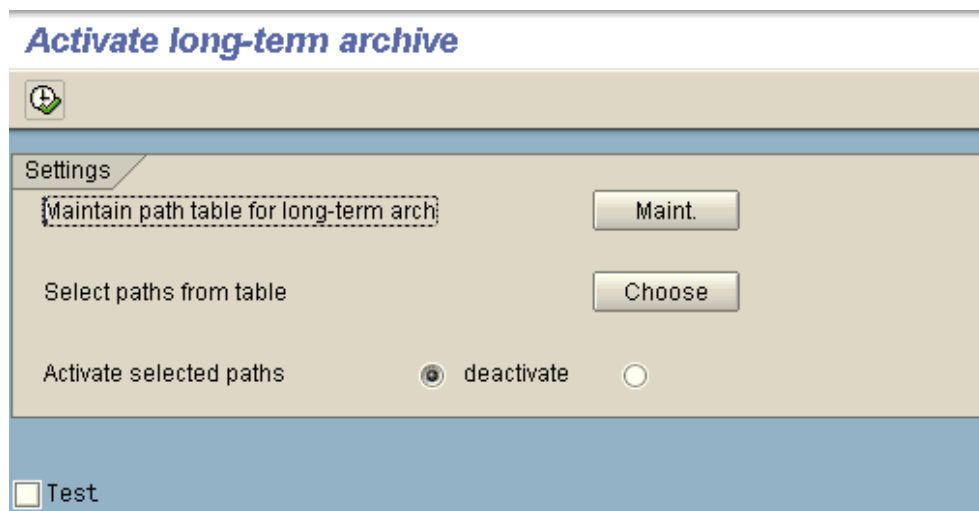 Activate long-term archive
Settings
Maintain path table for long-term arch Maint.
Select paths from table Choose
Activate selected paths deactivate
Test